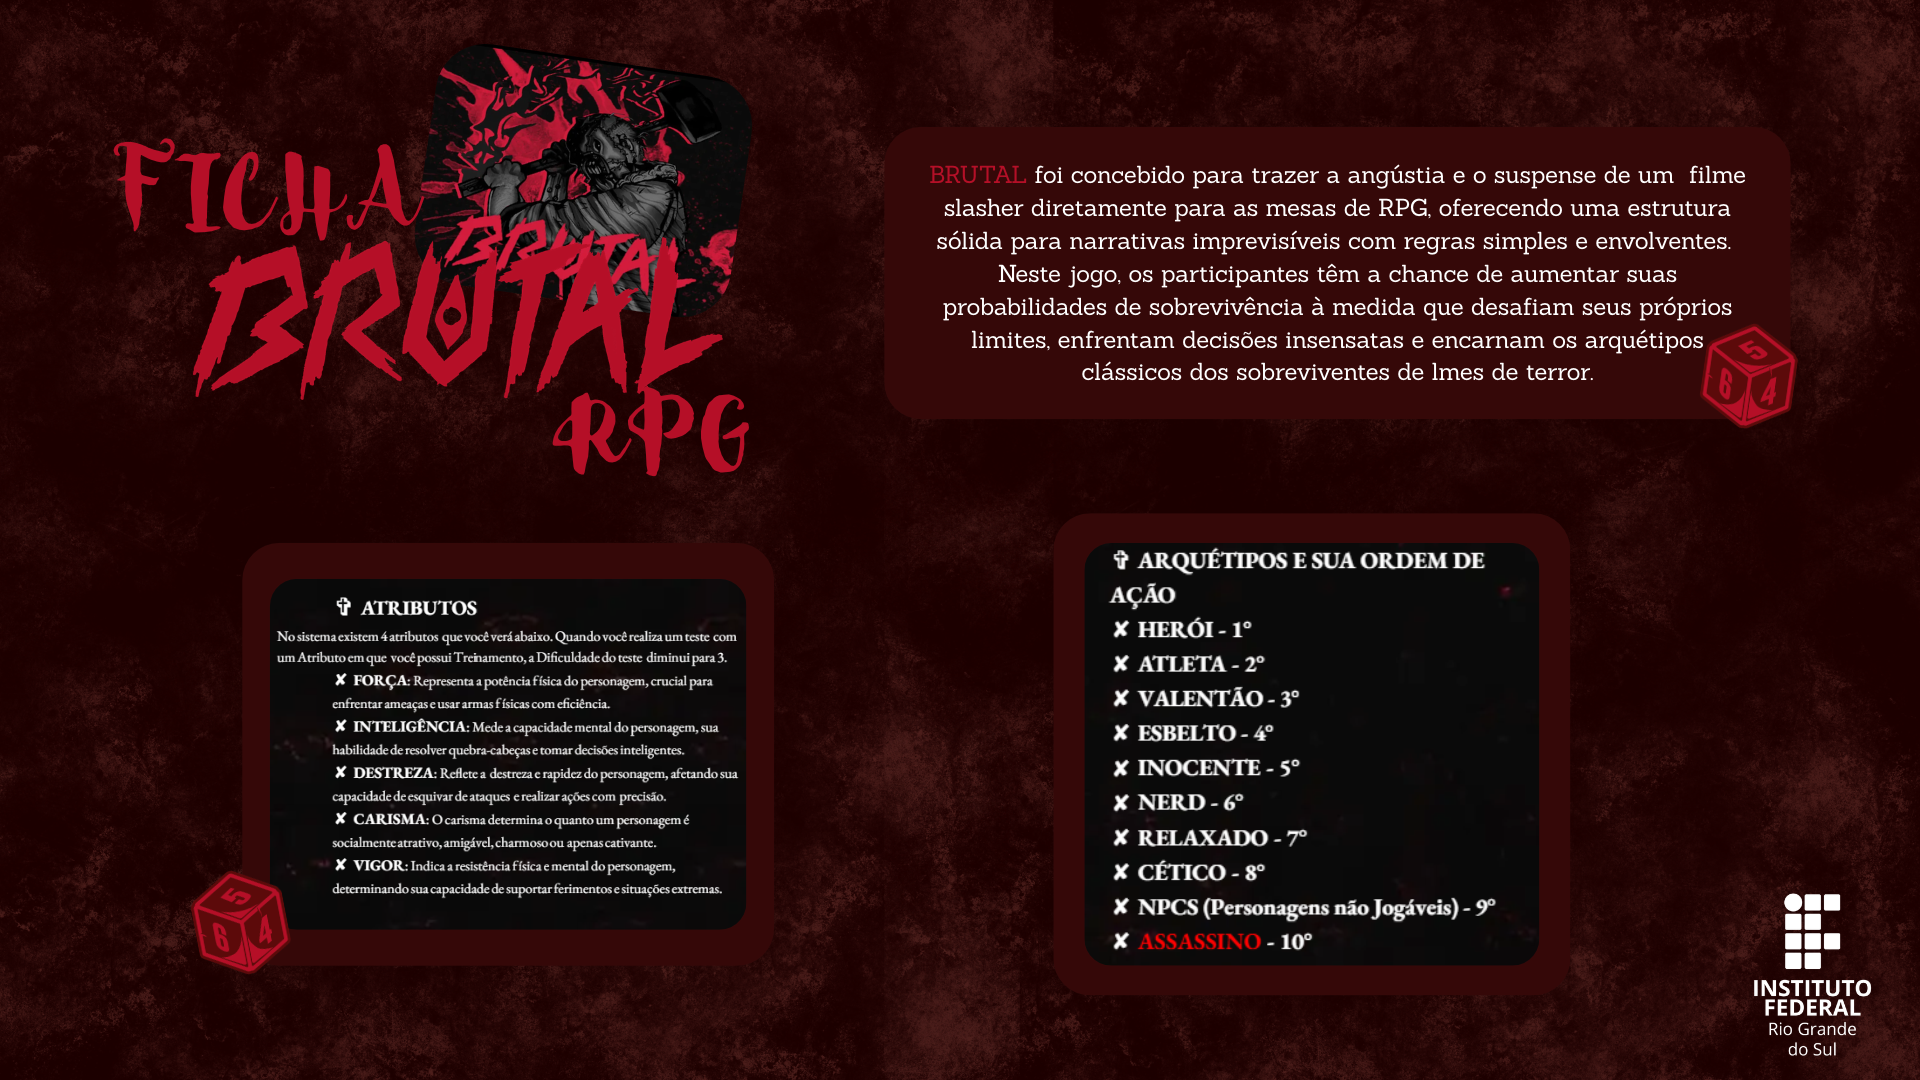 FICHA
BRUTAL
BRUTAL
RPG
BRUTAL foi concebido para trazer a angústia e o suspense de um filme
slasher diretamente para as mesas de RPG, oferecendo uma estrutura
sólida para narrativas imprevisíveis com regras simples e envolventes.
Neste jogo, os participantes têm a chance de aumentar suas
probabilidades de sobrevivência à medida que desafiam seus próprios
limites, enfrentam decisões insensatas e encarnam os arquétipos
clássicos dos sobreviventes de lmes de terror.
5
6 4
✞ ATRIBUTOS
No sistema existem 4 atributos que você verá abaixo. Quando você realiza um teste com
um Atributo em que você possui Treinamento, a Dificuldade do teste diminui para 3.
✘ FORÇA: Representa a potência física do personagem, crucial para
enfrentar ameaças e usar armas físicas com eficiência.
✘ INTELIGÊNCIA: Mede a capacidade mental do personagem, sua
habilidade de resolver quebra-cabeças e tomar decisões inteligentes.
✘ DESTREZA: Reflete a destreza e rapidez do personagem, afetando sua
capacidade de esquivar de ataques e realizar ações com precisão.
✘ CARISMA: O carisma determina o quanto um personagem é
socialmente atrativo, amigável, charmoso ou apenas cativante.
✘ VIGOR: Indica a resistência física e mental do personagem,
determinando sua capacidade de suportar ferimentos e situações extremas.
5
6 4
✞ ARQUÉTIPOS E SUA ORDEM DE
AÇÃO
✘ HERÓI - 1°
✘ ATLETA - 2°
✘ VALENTÃO - 3°
✘ ESBELTO - 4°
✘ INOCENTE - 5°
✘ NERD - 6°
✘ RELAXADO - 7°
✘ CÉTICO - 8°
✘ NPCS (Personagens não Jogáveis) - 9°
✘ ASSASSINO - 10°
INSTITUTO
FEDERAL
Rio Grande
do Sul